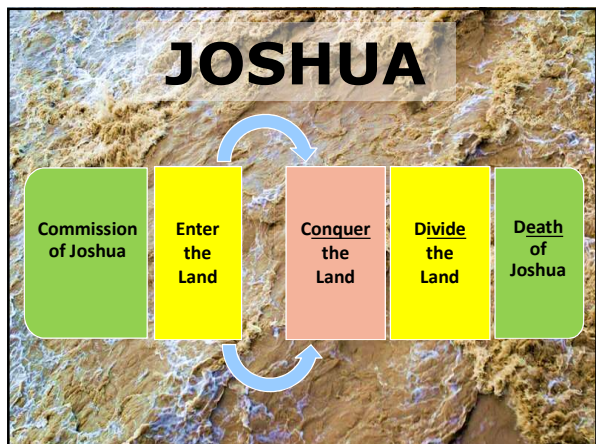 JOSHUA
Commission
of Joshua
Enter
the
Land
Conquer
the
Land
Divide
the
Land
Death
of
Joshua